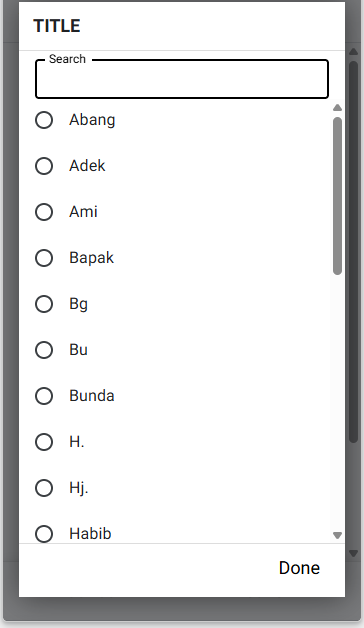 TITLE
Search
Abang
Adek
Ami
Bapak
Bg
Bu
Bunda
H.
Hj.
Habib
Done